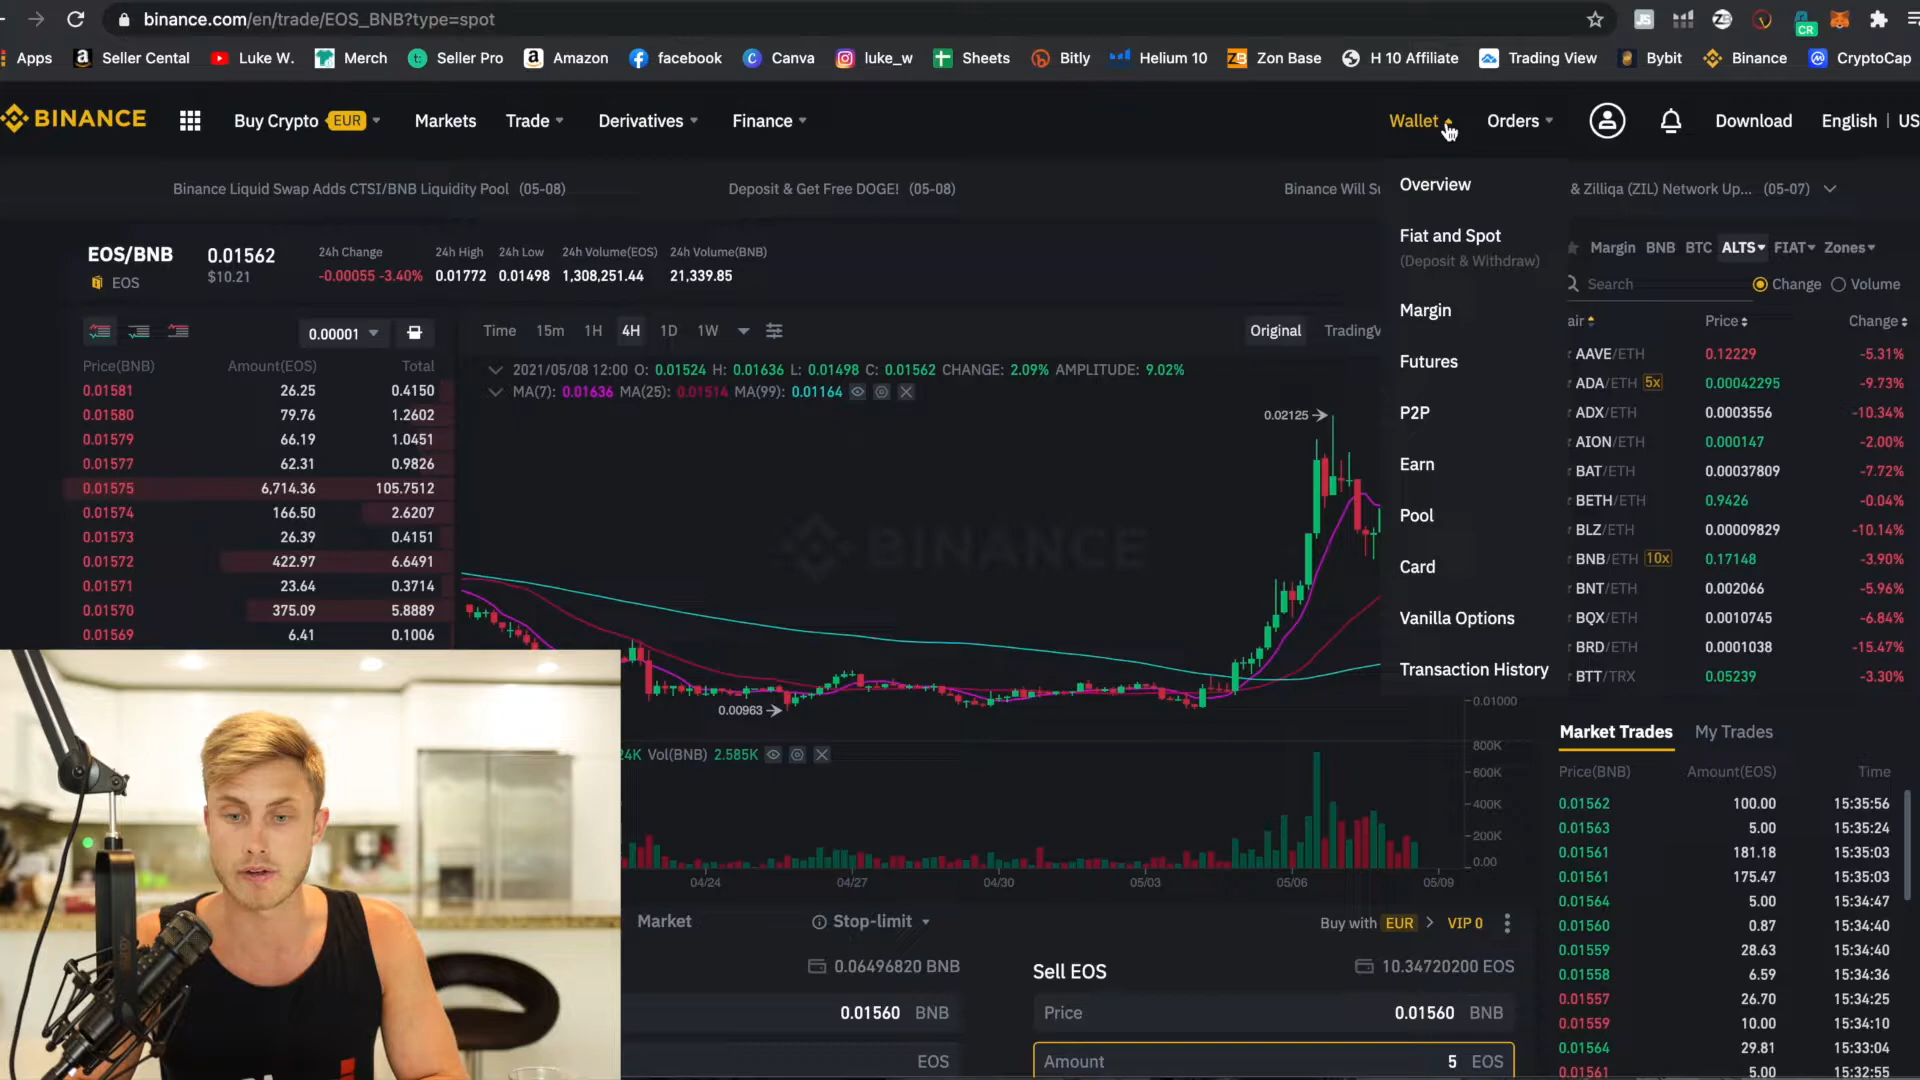 binance.com/en/trade/EOS_BNB?type=spot
JS
CR
Apps
Seller Cental
Luke W.
Merch
Seller Pro
Amazon
facebook
Canva
luke_w
Sheets
Bitly
Helium 10
Zon Base
H 10 Affiliate
Trading View
Bybit
Binance
CryptoCap
BINANCE
Buy Crypto EUR
Markets
Trade
Derivatives
Finance
Wallet
Orders
Download
English | US
Binance Liquid Swap Adds CTSI/BNB Liquidity Pool (05-08)
Deposit & Get Free DOGE! (05-08)
Binance Will Su
& Zilliqa (ZIL) Network Up... (05-07)
Overview
Fiat and Spot
(Deposit & Withdraw)
Margin
Futures
P2P
Earn
Pool
Card
Vanilla Options
Transaction History
EOS/BNB
EOS
0.01562
$10.21
24h Change
-0.00055 -3.40%
24h High
0.01772
24h Low
0.01498
24h Volume(EOS)
1,308,251.44
24h Volume(BNB)
21,339.85
0.00001
Price(BNB) Amount(EOS) Total
0.01581 26.25 0.4150
0.01580 79.76 1.2602
0.01579 66.19 1.0451
0.01577 62.31 0.9826
0.01575 6,714.36 105.7512
0.01574 166.50 2.6207
0.01573 26.39 0.4151
0.01572 422.97 6.6491
0.01571 23.64 0.3714
0.01570 375.09 5.8889
0.01569 6.41 0.1006
Time 15m 1H 4H 1D 1W
Original TradingV
2021/05/08 12:00 O: 0.01524 H: 0.01636 L: 0.01498 C: 0.01562 CHANGE: 2.09% AMPLITUDE: 9.02%
MA(7): 0.01636 MA(25): 0.01514 MA(99): 0.01164
0.02125
BINANCE
0.00963
0.01000
24K Vol(BNB) 2.585K
800K
600K
400K
200K
0.00
04/24 04/27 04/30 05/03 05/06 05/09
Market
Stop-limit
Buy with EUR
VIP 0
0.06496820 BNB
0.01560 BNB
EOS
Sell EOS
10.34720200 EOS
Price 0.01560 BNB
Amount 5 EOS
Margin BNB BTC ALTS FIAT Zones
Search
Change Volume
air Price Change
AAVE/ETH 0.12229 -5.31%
ADA/ETH 5x 0.00042295 -9.73%
ADX/ETH 0.0003556 -10.34%
AION/ETH 0.000147 -2.00%
BAT/ETH 0.00037809 -7.72%
BETH/ETH 0.9426 -0.04%
BLZ/ETH 0.00009829 -10.14%
BNB/ETH 10x 0.17148 -3.90%
BNT/ETH 0.002066 -5.96%
BQX/ETH 0.0010745 -6.84%
BRD/ETH 0.0001038 -15.47%
BTT/TRX 0.05239 -3.30%
Market Trades My Trades
Price(BNB) Amount(EOS) Time
0.01562 100.00 15:35:56
0.01563 5.00 15:35:24
0.01561 181.18 15:35:03
0.01561 175.47 15:35:03
0.01564 5.00 15:34:47
0.01560 0.87 15:34:40
0.01559 28.63 15:34:40
0.01558 6.59 15:34:36
0.01557 26.70 15:34:25
0.01559 10.00 15:34:10
0.01564 29.81 15:33:04
0.01561 5.00 15:32:55